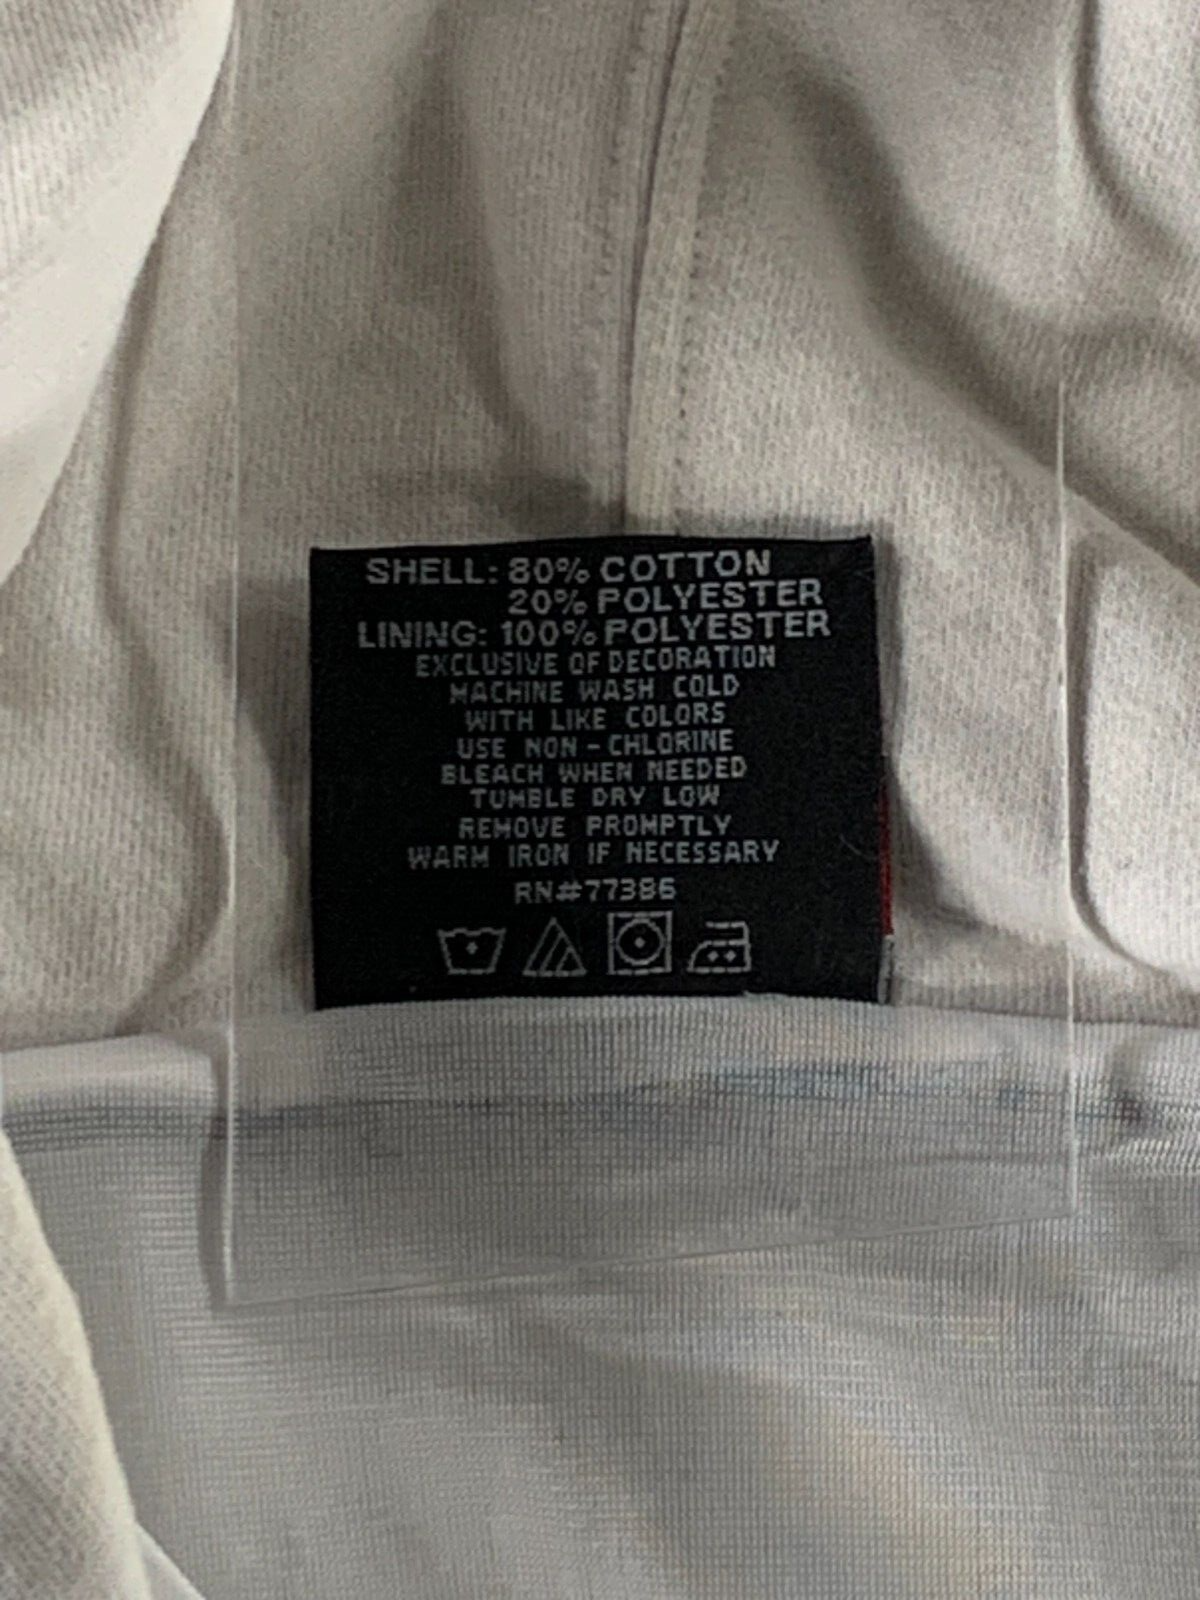 SHELL: 80% COTTON
20% POLYESTER
LINING: 100% POLYESTER
EXCLUSIVE OF DECORATION
MACHINE WASH COLD
WITH LIKE COLORS
USE NON-CHLORINE
BLEACH WHEN NEEDED
TUMBLE DRY LOW
REMOVE PROMPTLY
WARM IRON IF NECESSARY
RN#77386